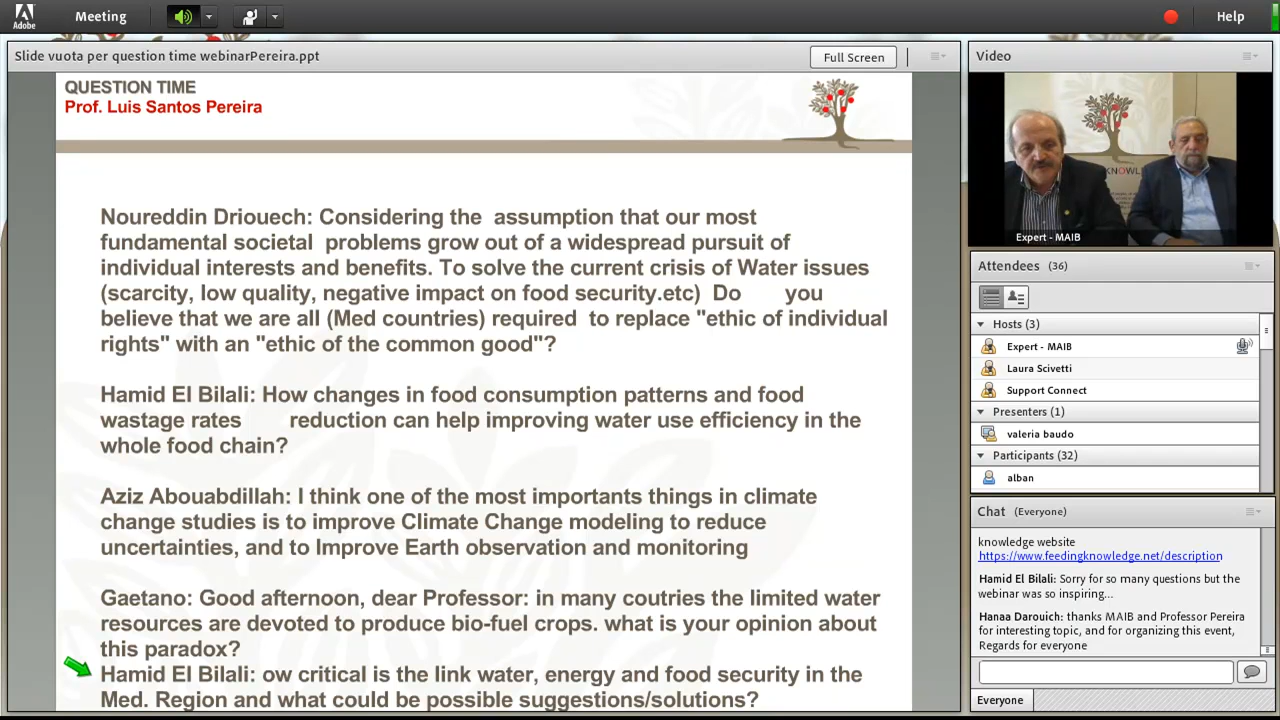 Adobe
Meeting
Help
Slide vuota per question time webinarPereira.ppt
Full Screen
QUESTION TIME
Prof. Luis Santos Pereira
Noureddin Driouech: Considering the assumption that our most
fundamental societal problems grow out of a widespread pursuit of
individual interests and benefits. To solve the current crisis of Water issues
(scarcity, low quality, negative impact on food security.etc) Do you
believe that we are all (Med countries) required to replace "ethic of individual
rights" with an "ethic of the common good"?
Hamid El Bilali: How changes in food consumption patterns and food
wastage rates reduction can help improving water use efficiency in the
whole food chain?
Aziz Abouabdillah: I think one of the most importants things in climate
change studies is to improve Climate Change modeling to reduce
uncertainties, and to Improve Earth observation and monitoring
Gaetano: Good afternoon, dear Professor: in many coutries the limited water
resources are devoted to produce bio-fuel crops. what is your opinion about
this paradox?
Hamid El Bilali: ow critical is the link water, energy and food security in the
Med. Region and what could be possible suggestions/solutions?
Video
Expert - MAIB
Attendees (36)
Hosts (3)
Expert - MAIB
Laura Scivetti
Support Connect
Presenters (1)
valeria baudo
Participants (32)
alban
Chat (Everyone)
knowledge website
https://www.feedingknowledge.net/description
Hamid El Bilali: Sorry for so many questions but the
webinar was so inspiring...
Hanaa Darouich: thanks MAIB and Professor Pereira
for interesting topic, and for organizing this event,
Regards for everyone
Everyone